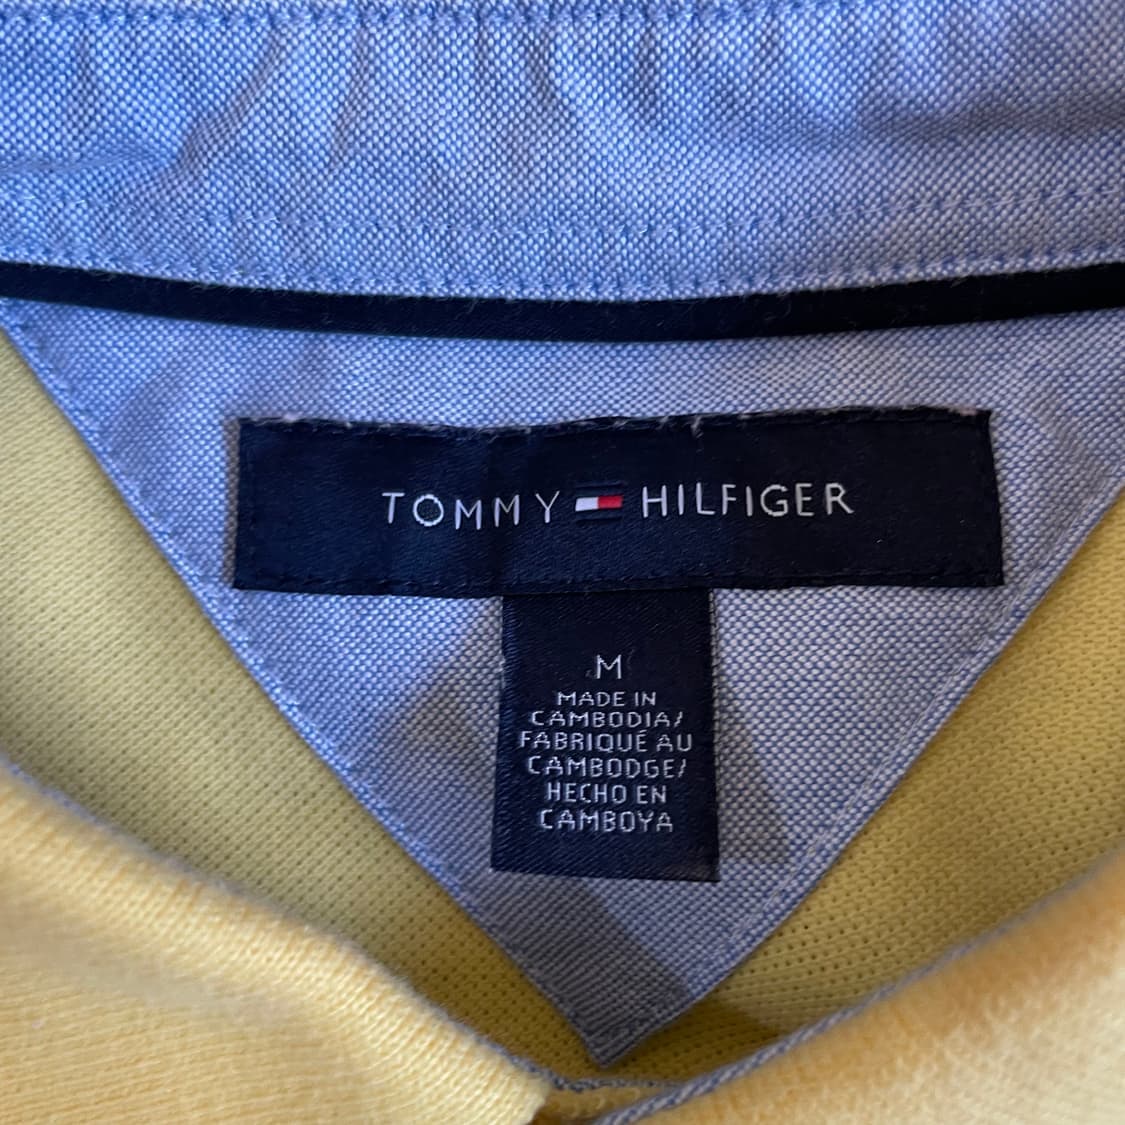 TOMMY HILFIGER
M
MADE IN
CAMBODIA/
FABRIQUÉ AU
CAMBODGE/
HECHO EN
CAMBOYA